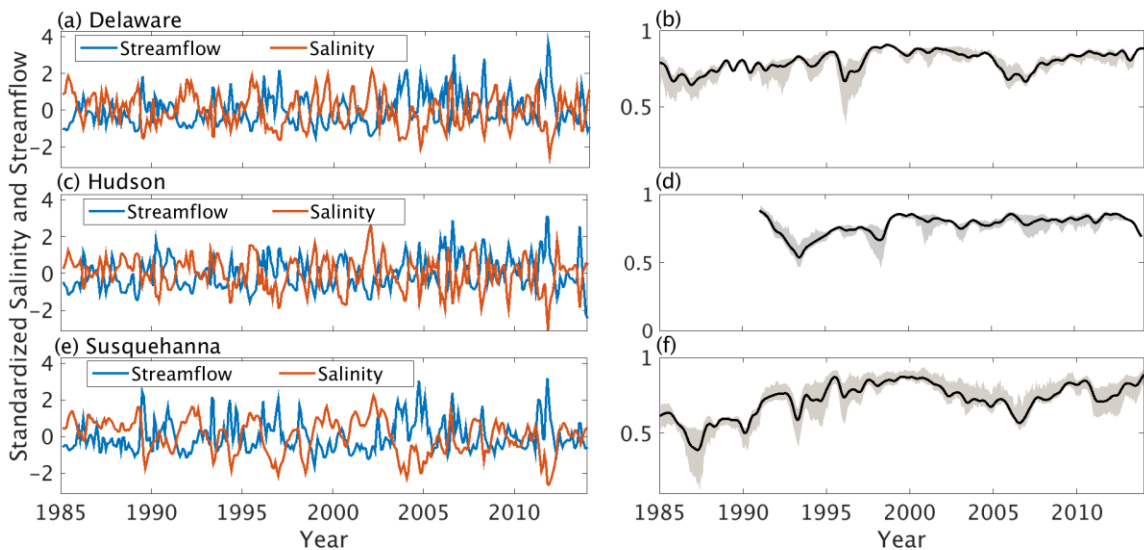 (a) Delaware
(b)
Streamflow Salinity
4
2
0
−2
1
0.5
(c) Hudson
(d)
Streamflow Salinity
4
2
0
−2
1
0.5
0
(e) Susquehanna
(f)
Streamflow Salinity
4
2
0
−2
1
0.5
Standardized Salinity and Streamflow
1985 1990 1995 2000 2005 2010
1985 1990 1995 2000 2005 2010
Year
Year